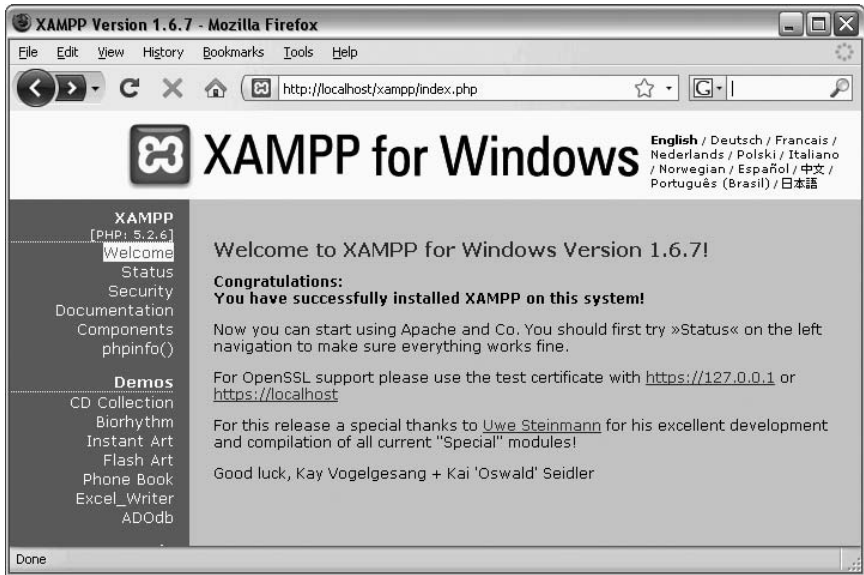 XAMPP Version 1.6.7 - Mozilla Firefox
File Edit View History Bookmarks Tools Help
http://localhost/xampp/index.php
G
XAMPP for Windows
English / Deutsch / Francais /
Nederlands / Polski / Italiano
/ Norwegian / Español / 中文 /
Português (Brasil) / 日本語
XAMPP
[PHP: 5.2.6]
Welcome
Status
Security
Documentation
Components
phpinfo()
Demos
CD Collection
Biorhythm
Instant Art
Flash Art
Phone Book
Excel_Writer
ADOdb
Welcome to XAMPP for Windows Version 1.6.7!
Congratulations:
You have successfully installed XAMPP on this system!
Now you can start using Apache and Co. You should first try »Status« on the left
navigation to make sure everything works fine.
For OpenSSL support please use the test certificate with https://127.0.0.1 or
https://localhost
For this release a special thanks to Uwe Steinmann for his excellent development
and compilation of all current "Special" modules!
Good luck, Kay Vogelgesang + Kai 'Oswald' Seidler
Done